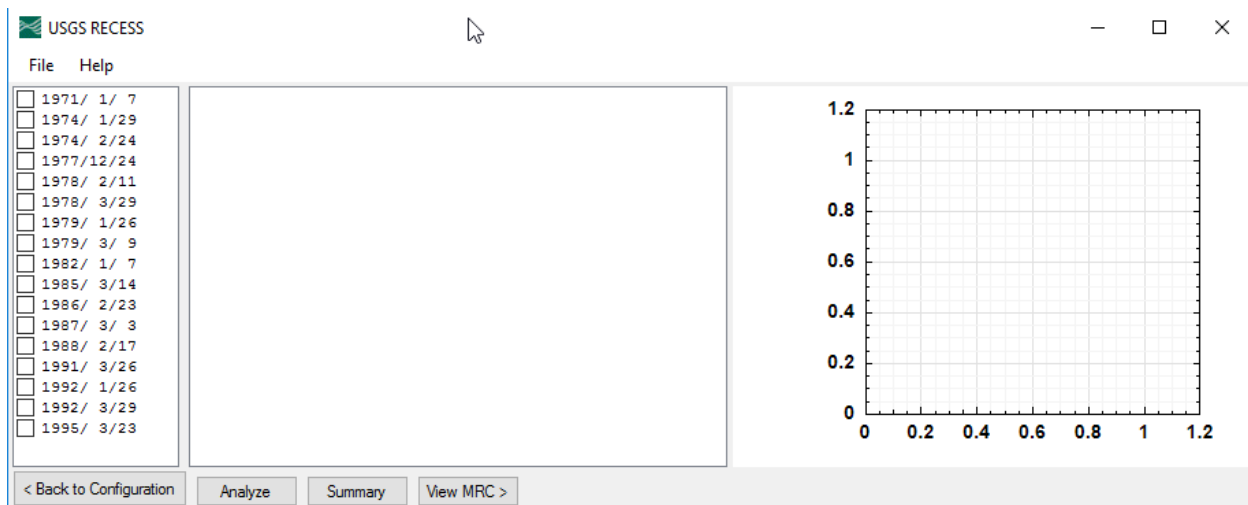 USGS RECESS
File Help
1971/ 1/ 7
1974/ 1/29
1974/ 2/24
1977/12/24
1978/ 2/11
1978/ 3/29
1979/ 1/26
1979/ 3/ 9
1982/ 1/ 7
1985/ 3/14
1986/ 2/23
1987/ 3/ 3
1988/ 2/17
1991/ 3/26
1992/ 1/26
1992/ 3/29
1995/ 3/23
1.2
1
0.8
0.6
0.4
0.2
0
0 0.2 0.4 0.6 0.8 1 1.2
< Back to Configuration Analyze Summary View MRC >